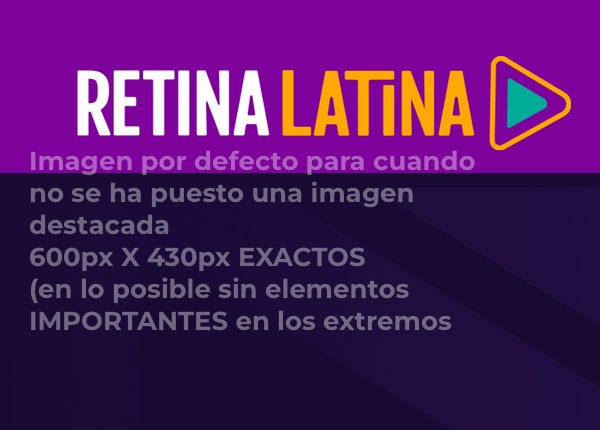 RETINA LATINA
Imagen por defecto para cuando
no se ha puesto una imagen
destacada
600px X 430px EXACTOS
(en lo posible sin elementos
IMPORTANTES en los extremos